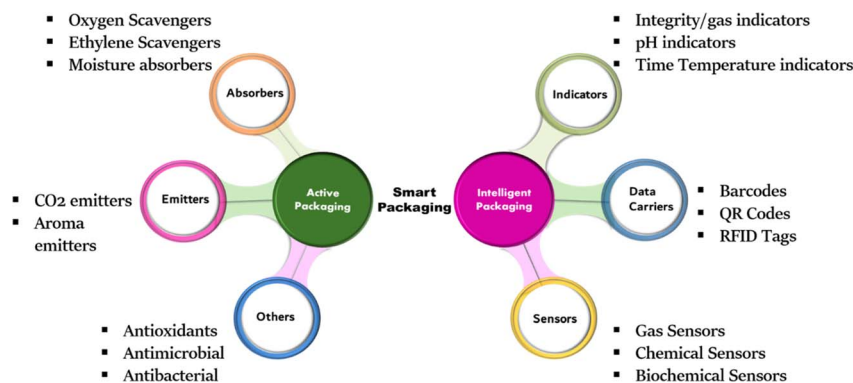 ▪ Oxygen Scavengers
▪ Ethylene Scavengers
▪ Moisture absorbers
Absorbers
▪ CO2 emitters
▪ Aroma
emitters
Emitters
Active
Packaging
▪ Antioxidants
▪ Antimicrobial
▪ Antibacterial
Others
Smart
Packaging
▪ Integrity/gas indicators
▪ pH indicators
▪ Time Temperature indicators
Indicators
Intelligent
Packaging
Data
Carriers
▪ Barcodes
▪ QR Codes
▪ RFID Tags
Sensors
▪ Gas Sensors
▪ Chemical Sensors
▪ Biochemical Sensors